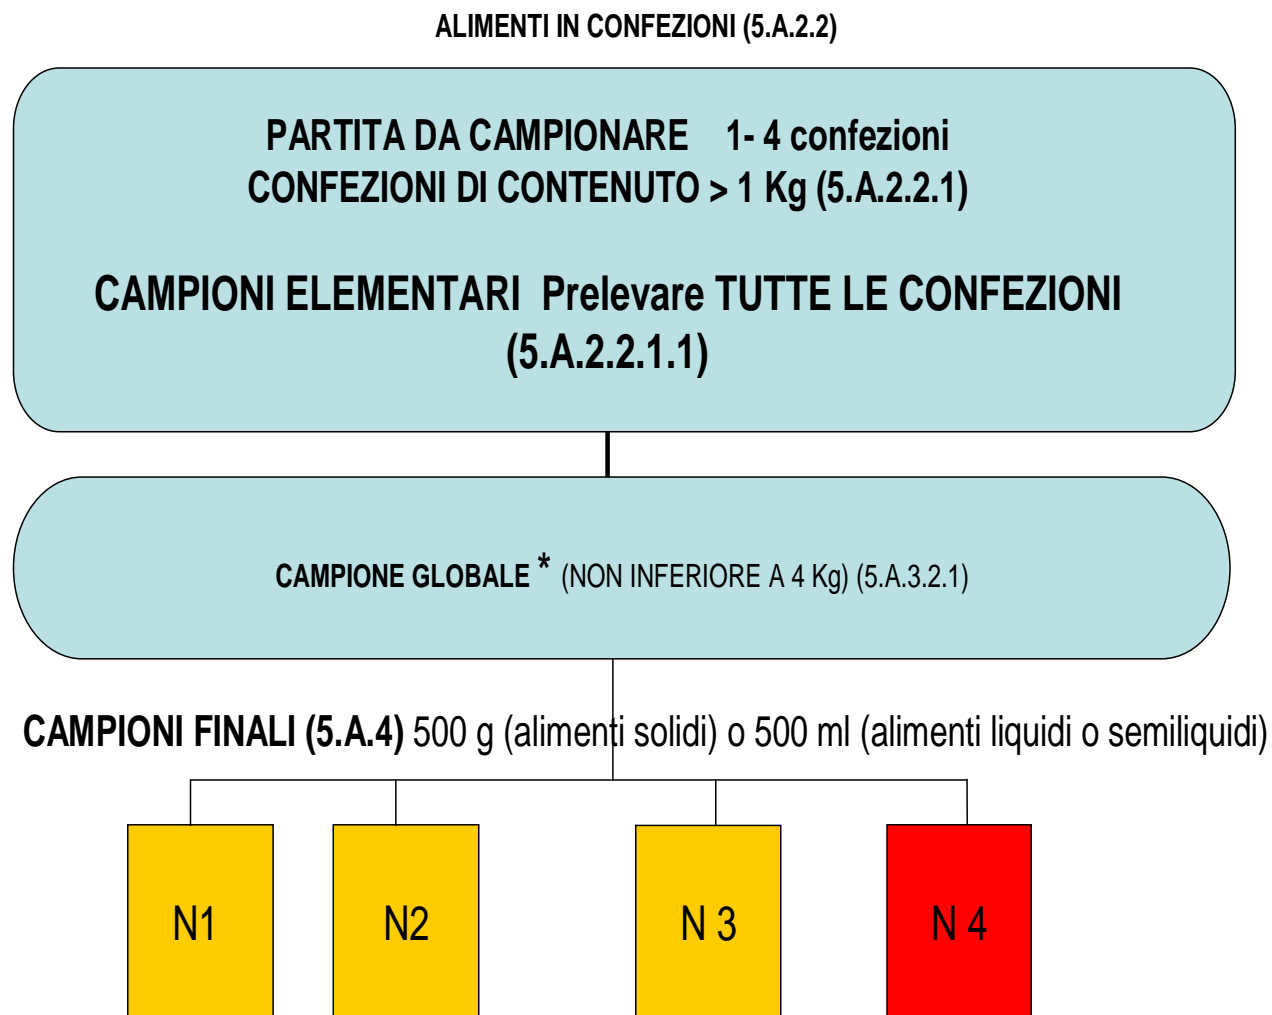 ALIMENTI IN CONFEZIONI (5.A.2.2)
PARTITA DA CAMPIONARE 1- 4 confezioni
CONFEZIONI DI CONTENUTO > 1 Kg (5.A.2.2.1)
CAMPIONI ELEMENTARI Prelevare TUTTE LE CONFEZIONI
(5.A.2.2.1.1)
CAMPIONE GLOBALE * (NON INFERIORE A 4 Kg) (5.A.3.2.1)
CAMPIONI FINALI (5.A.4) 500 g (alimenti solidi) o 500 ml (alimenti liquidi o semiliquidi)
N1 N2 N 3 N 4